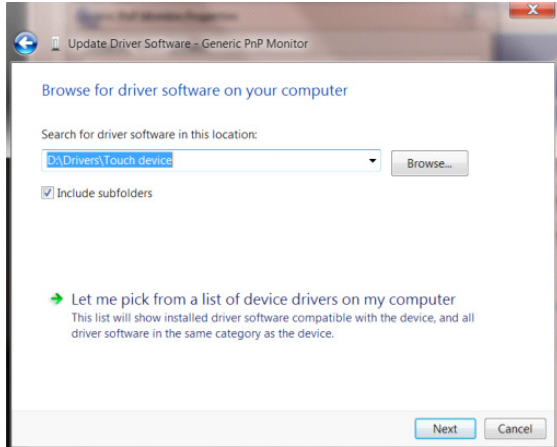 Update Driver Software - Generic PnP Monitor
Browse for driver software on your computer
Search for driver software in this location:
D:\Drivers\Touch device
Browse...
Include subfolders
Let me pick from a list of device drivers on my computer
This list will show installed driver software compatible with the device, and all
driver software in the same category as the device.
Next
Cancel